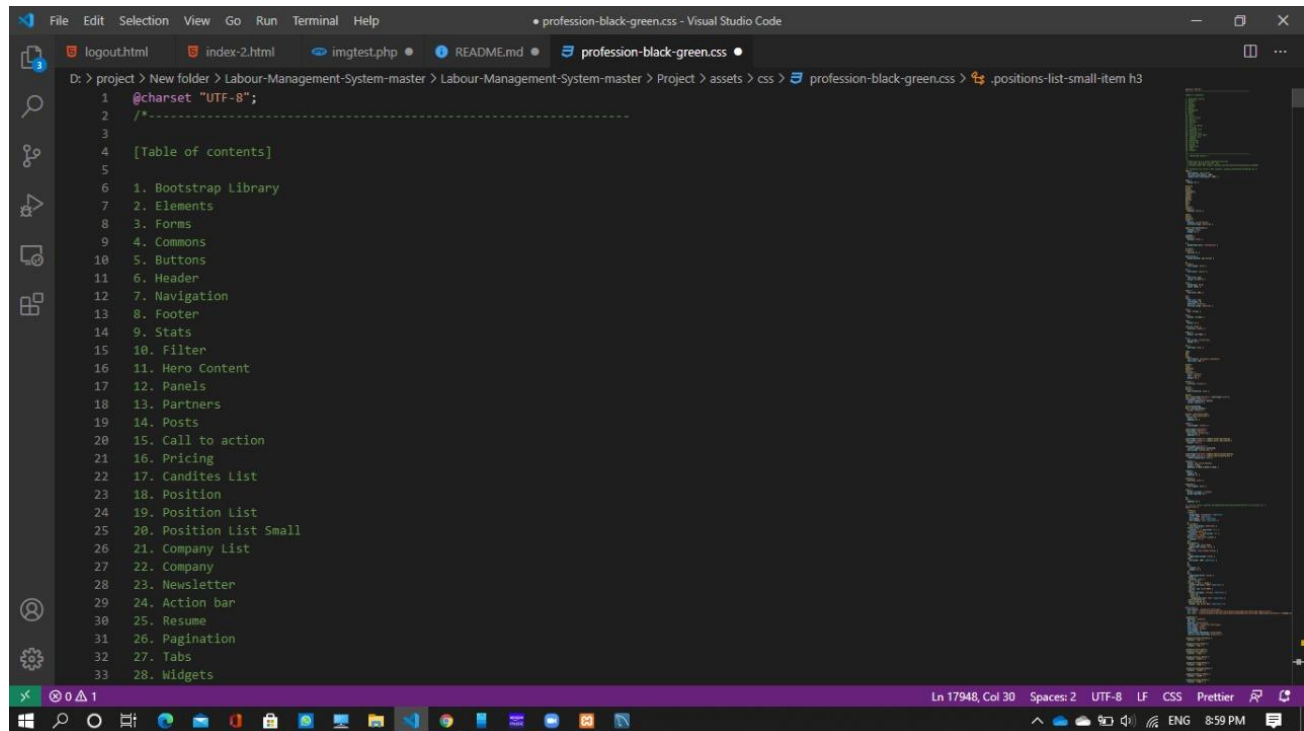 File Edit Selection View Go Run Terminal Help
● profession-black-green.css - Visual Studio Code
logout.html index-2.html imgtest.php ● README.md ● profession-black-green.css ●
D: > project > New folder > Labour-Management-System-master > Labour-Management-System-master > Project > assets > css > profession-black-green.css > .positions-list-small-item h3
3
1 @charset "UTF-8";
2 /*------------------------------------------------------------------
3
4 [Table of contents]
5
6 1. Bootstrap Library
7 2. Elements
8 3. Forms
9 4. Commons
10 5. Buttons
11 6. Header
12 7. Navigation
13 8. Footer
14 9. Stats
15 10. Filter
16 11. Hero Content
17 12. Panels
18 13. Partners
19 14. Posts
20 15. Call to action
21 16. Pricing
22 17. Candites List
23 18. Position
24 19. Position List
25 20. Position List Small
26 21. Company List
27 22. Company
28 23. Newsletter
29 24. Action bar
30 25. Resume
31 26. Pagination
32 27. Tabs
33 28. Widgets
0 1 Ln 17948, Col 30 Spaces: 2 UTF-8 LF CSS Prettier
ENG 8:59 PM